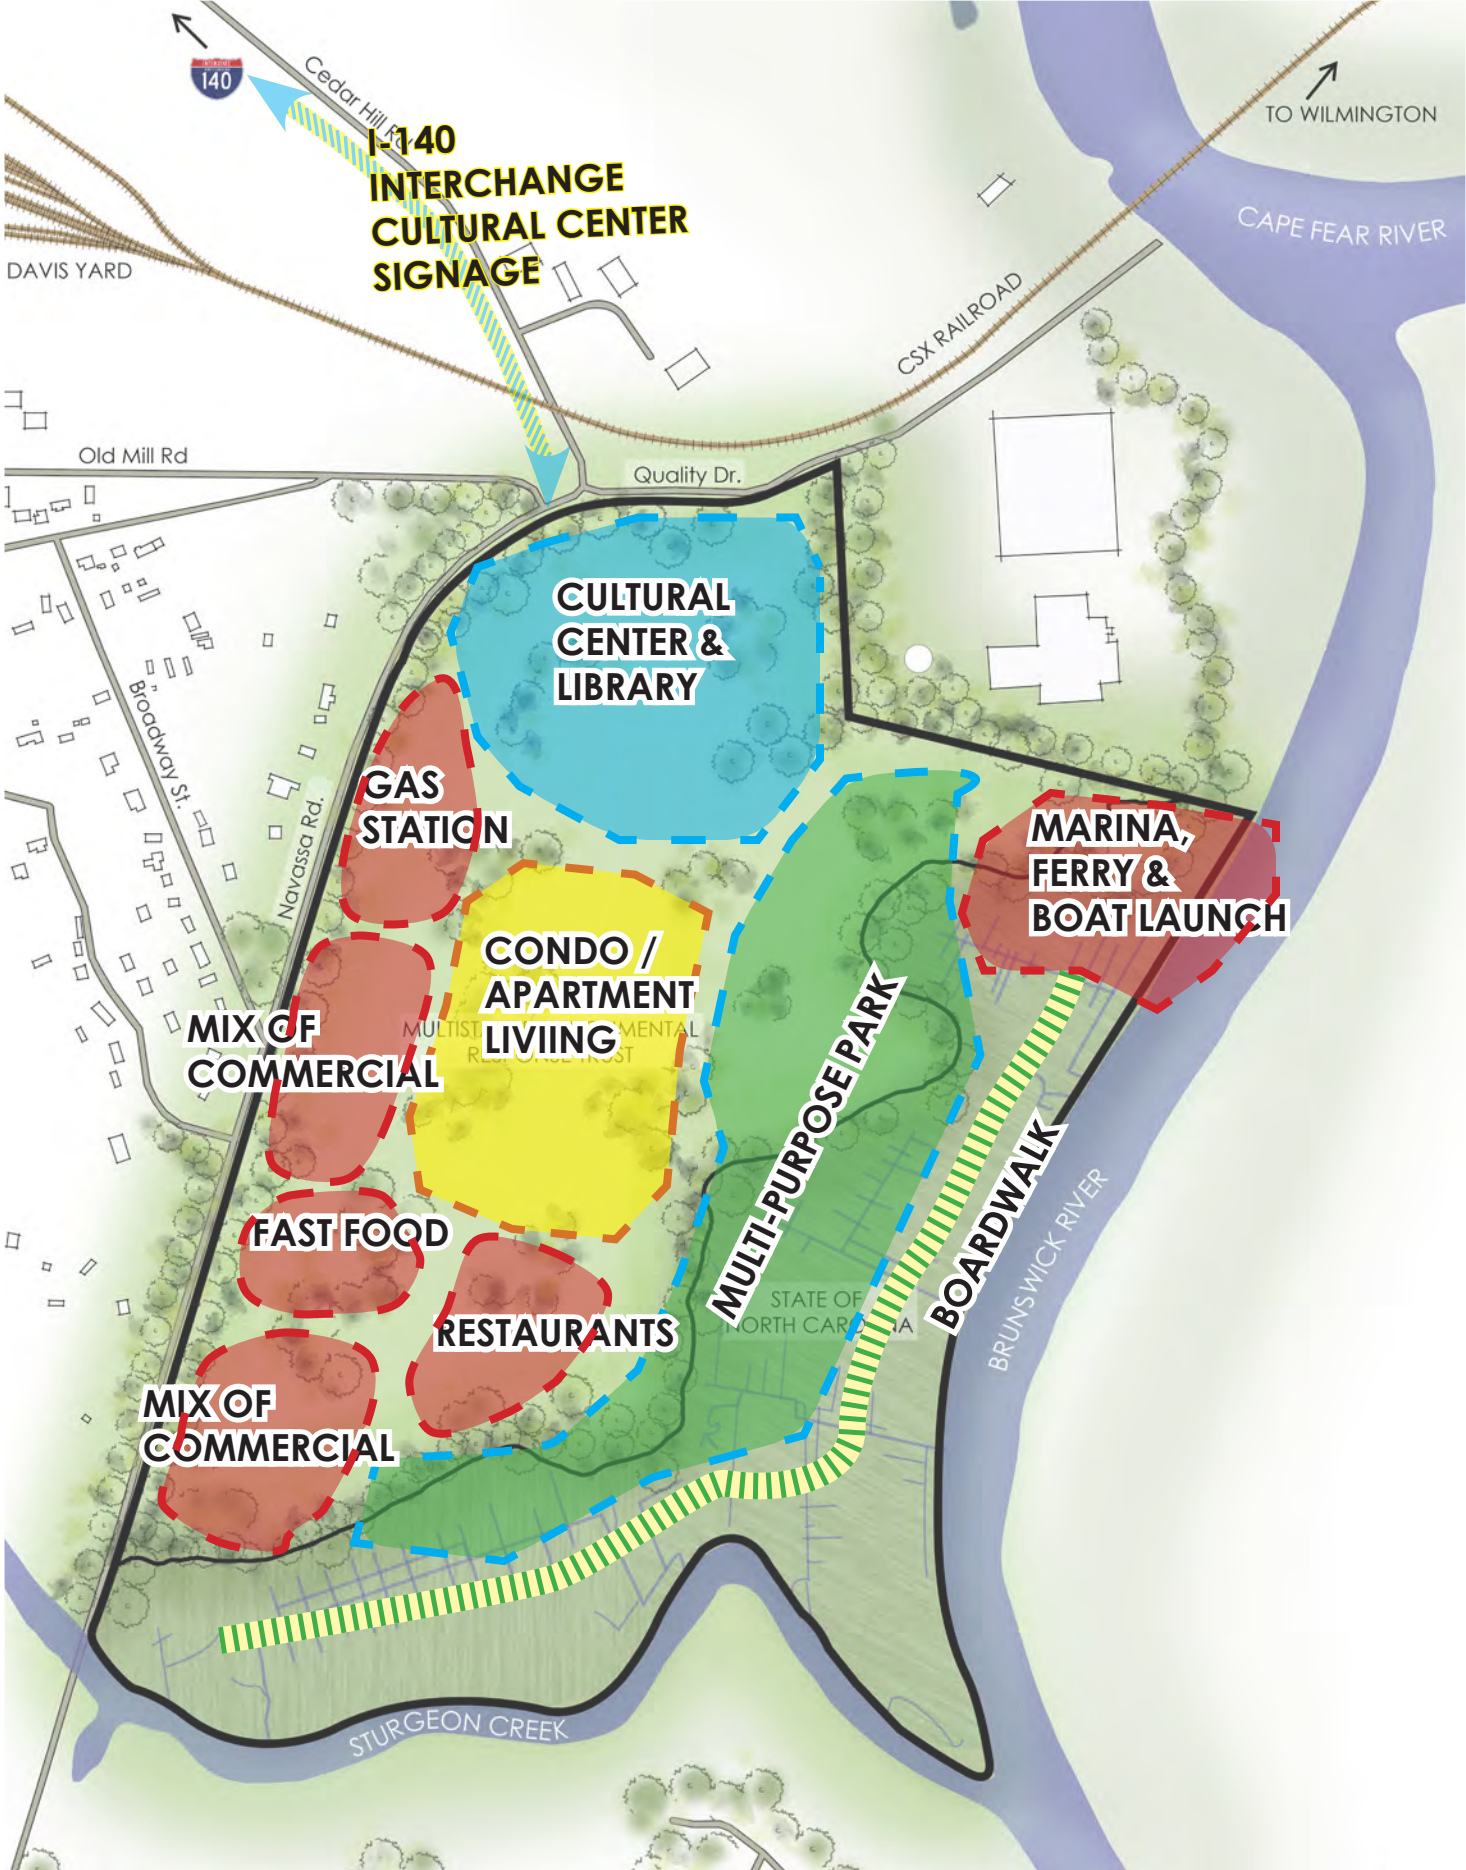 INTERSTATE
140
Cedar Hill Rd
TO WILMINGTON
I-140
INTERCHANGE
CULTURAL CENTER
SIGNAGE
CAPE FEAR RIVER
DAVIS YARD
CSX RAILROAD
Old Mill Rd
Quality Dr.
CULTURAL
CENTER &
LIBRARY
Broadway St.
Navassa Rd.
GAS
STATION
MARINA,
FERRY &
BOAT LAUNCH
CONDO /
APARTMENT
LIVIING
MIX OF
COMMERCIAL
MULTI-PURPOSE PARK
BOARDWALK
BRUNSWICK RIVER
FAST FOOD
STATE OF
NORTH CAROLINA
RESTAURANTS
MIX OF
COMMERCIAL
STURGEON CREEK